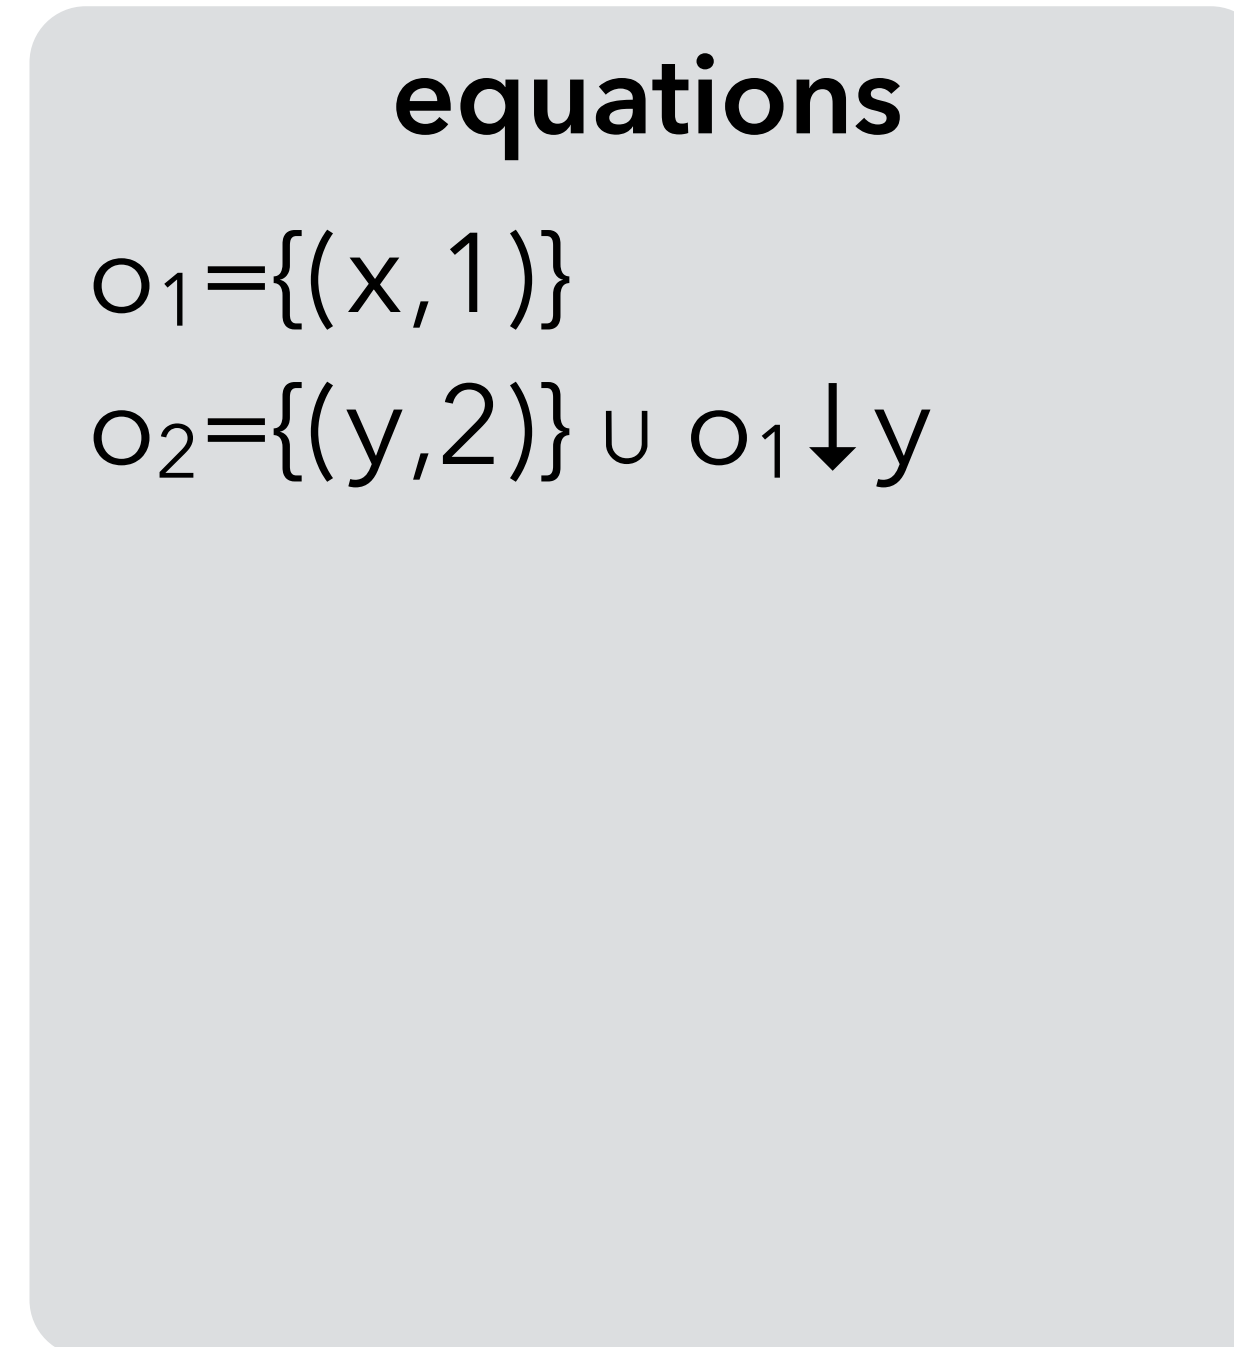 equations
o₁={(x,1)}
o₂={(y,2)} ∪ o₁↓y